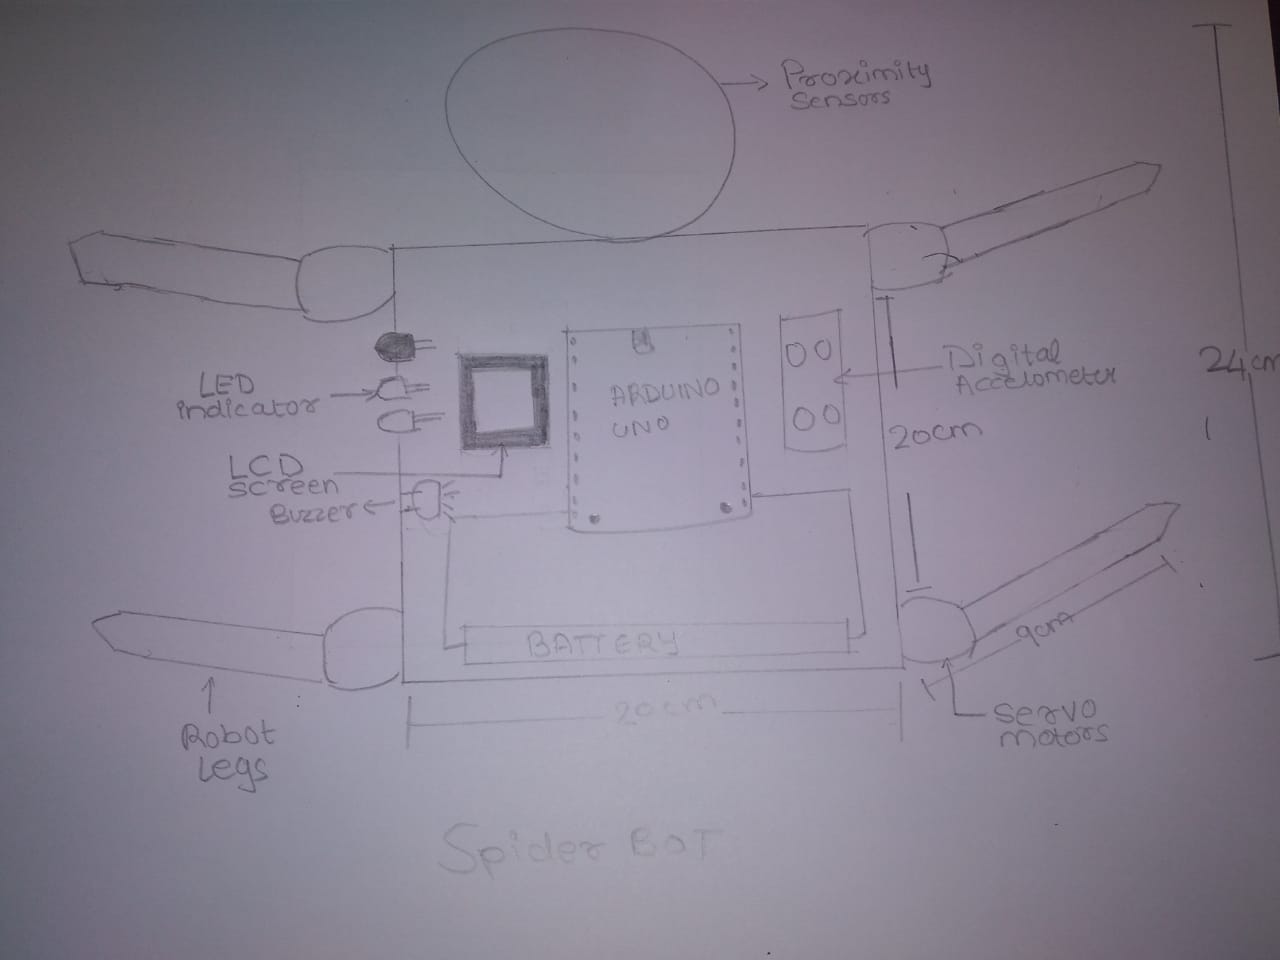 Proximity
Sensors
LED
indicator
LCD
Screen
Buzzer
ARDUINO
UNO
Digital
Accelometer
24cm
20cm
BATTERY
9cm
20cm
Servo
Motors
Robot
Legs
Spider BOT